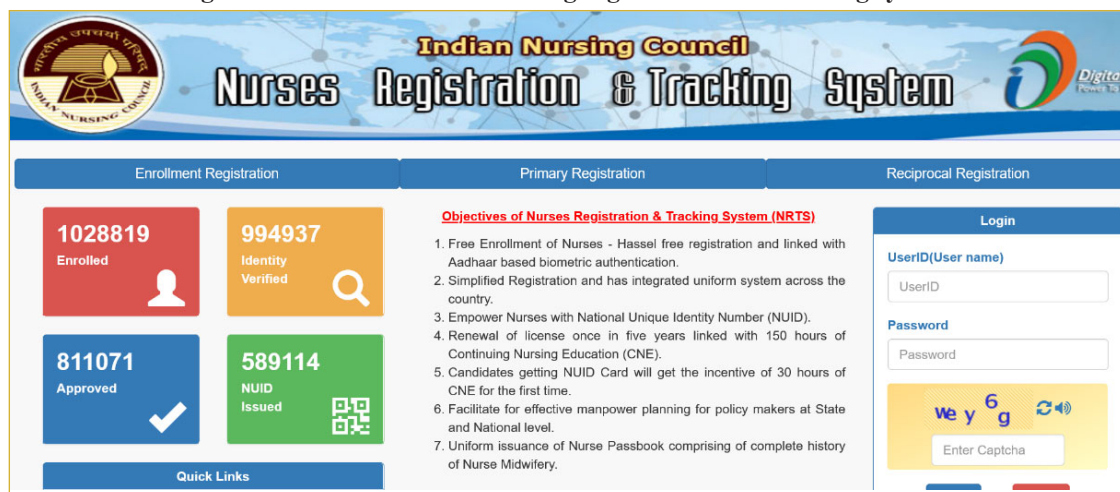 Indian Nursing Council
Nurses Registration & Tracking System
भारतीय उपचर्या परिषद
INDIAN NURSING COUNCIL
Enrollment Registration
Primary Registration
Reciprocal Registration
1028819
Enrolled
994937
Identity
Verified
811071
Approved
589114
NUID
Issued
Quick Links
Objectives of Nurses Registration & Tracking System (NRTS)
1. Free Enrollment of Nurses - Hassel free registration and linked with
Aadhaar based biometric authentication.
2. Simplified Registration and has integrated uniform system across the
country.
3. Empower Nurses with National Unique Identity Number (NUID).
4. Renewal of license once in five years linked with 150 hours of
Continuing Nursing Education (CNE).
5. Candidates getting NUID Card will get the incentive of 30 hours of
CNE for the first time.
6. Facilitate for effective manpower planning for policy makers at State
and National level.
7. Uniform issuance of Nurse Passbook comprising of complete history
of Nurse Midwifery.
Login
UserID(User name)
UserID
Password
Password
we y 6 g
Enter Captcha